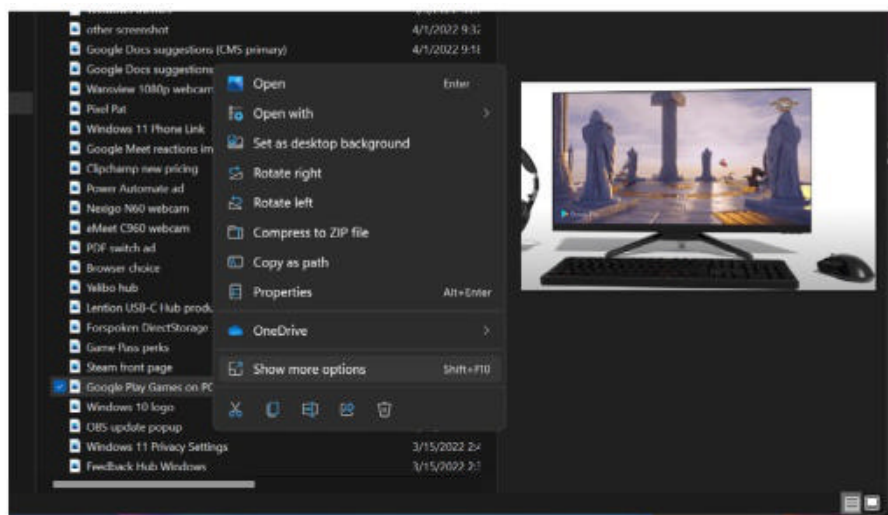 other screenshot 4/1/2022 9:32
Google Docs suggestions (CMS primary) 4/1/2022 9:18
Google Docs suggestions
Wansview 1080p webcam
Pixel Pat
Windows 11 Phone Link
Google Meet reactions im
Clipchamp new pricing
Power Automate ad
Nexigo N60 webcam
eMeet C960 webcam
PDF switch ad
Browser choice
Yelibo hub
Lention USB-C Hub produ
Forspoken DirectStorage
Game Pass perks
Steam front page
Google Play Games on PC
Windows 10 logo
OBS update popup
Windows 11 Privacy Settings 3/15/2022 2:4
Feedback Hub Windows 3/15/2022 2:3
Open Enter
Open with
Set as desktop background
Rotate right
Rotate left
Compress to ZIP file
Copy as path
Properties Alt+Enter
OneDrive
Show more options Shift+F10